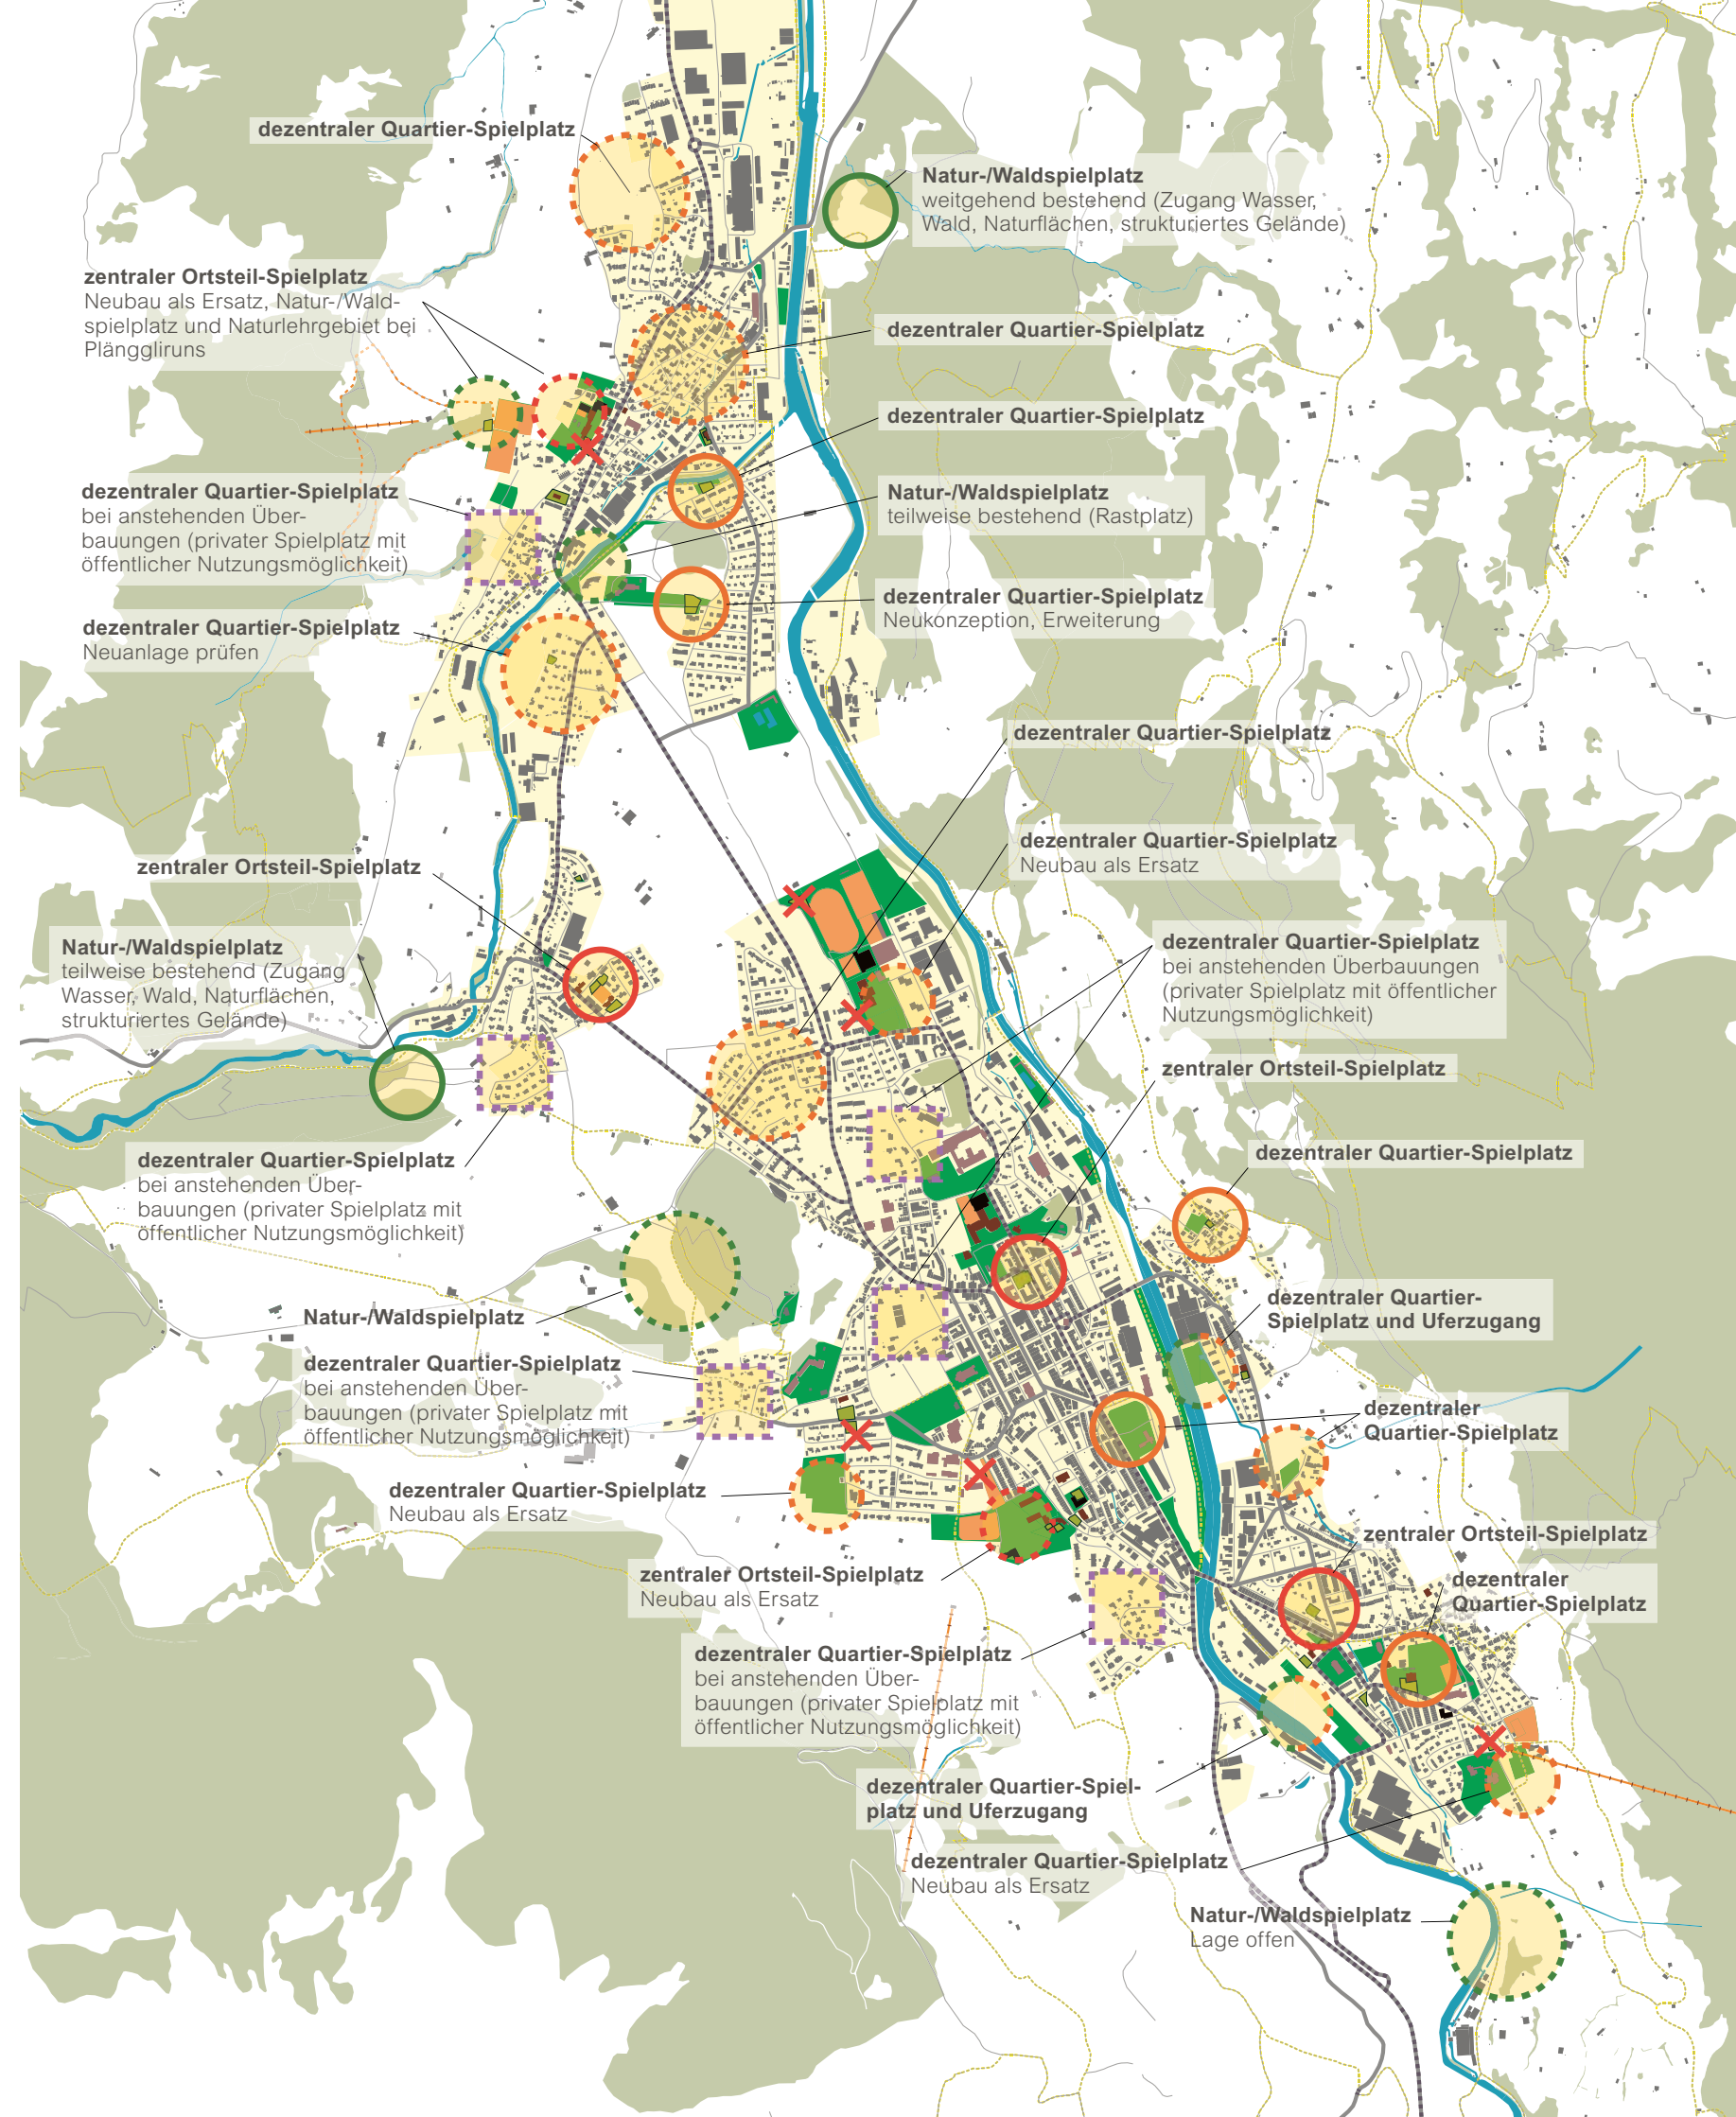 dezentraler Quartier-Spielplatz
Natur-/Waldspielplatz
weitgehend bestehend (Zugang Wasser,
Wald, Naturflächen, strukturiertes Gelände)
zentraler Ortsteil-Spielplatz
Neubau als Ersatz, Natur-/Wald-
spielplatz und Naturlehrgebiet bei
Plänggliruns
dezentraler Quartier-Spielplatz
dezentraler Quartier-Spielplatz
dezentraler Quartier-Spielplatz
bei anstehenden Über-
bauungen (privater Spielplatz mit
öffentlicher Nutzungsmöglichkeit)
Natur-/Waldspielplatz
teilweise bestehend (Rastplatz)
dezentraler Quartier-Spielplatz
Neukonzeption, Erweiterung
dezentraler Quartier-Spielplatz
Neuanlage prüfen
dezentraler Quartier-Spielplatz
dezentraler Quartier-Spielplatz
Neubau als Ersatz
zentraler Ortsteil-Spielplatz
Natur-/Waldspielplatz
teilweise bestehend (Zugang
Wasser, Wald, Naturflächen,
strukturiertes Gelände)
dezentraler Quartier-Spielplatz
bei anstehenden Überbauungen
(privater Spielplatz mit öffentlicher
Nutzungsmöglichkeit)
zentraler Ortsteil-Spielplatz
dezentraler Quartier-Spielplatz
dezentraler Quartier-Spielplatz
bei anstehenden Über-
bauungen (privater Spielplatz mit
öffentlicher Nutzungsmöglichkeit)
Natur-/Waldspielplatz
dezentraler Quartier-
Spielplatz und Uferzugang
dezentraler Quartier-Spielplatz
bei anstehenden Über-
bauungen (privater Spielplatz mit
öffentlicher Nutzungsmöglichkeit)
dezentraler
Quartier-Spielplatz
dezentraler Quartier-Spielplatz
Neubau als Ersatz
zentraler Ortsteil-Spielplatz
zentraler Ortsteil-Spielplatz
Neubau als Ersatz
dezentraler
Quartier-Spielplatz
dezentraler Quartier-Spielplatz
bei anstehenden Über-
bauungen (privater Spielplatz mit
öffentlicher Nutzungsmöglichkeit)
dezentraler Quartier-Spiel-
platz und Uferzugang
dezentraler Quartier-Spielplatz
Neubau als Ersatz
Natur-/Waldspielplatz
Lage offen